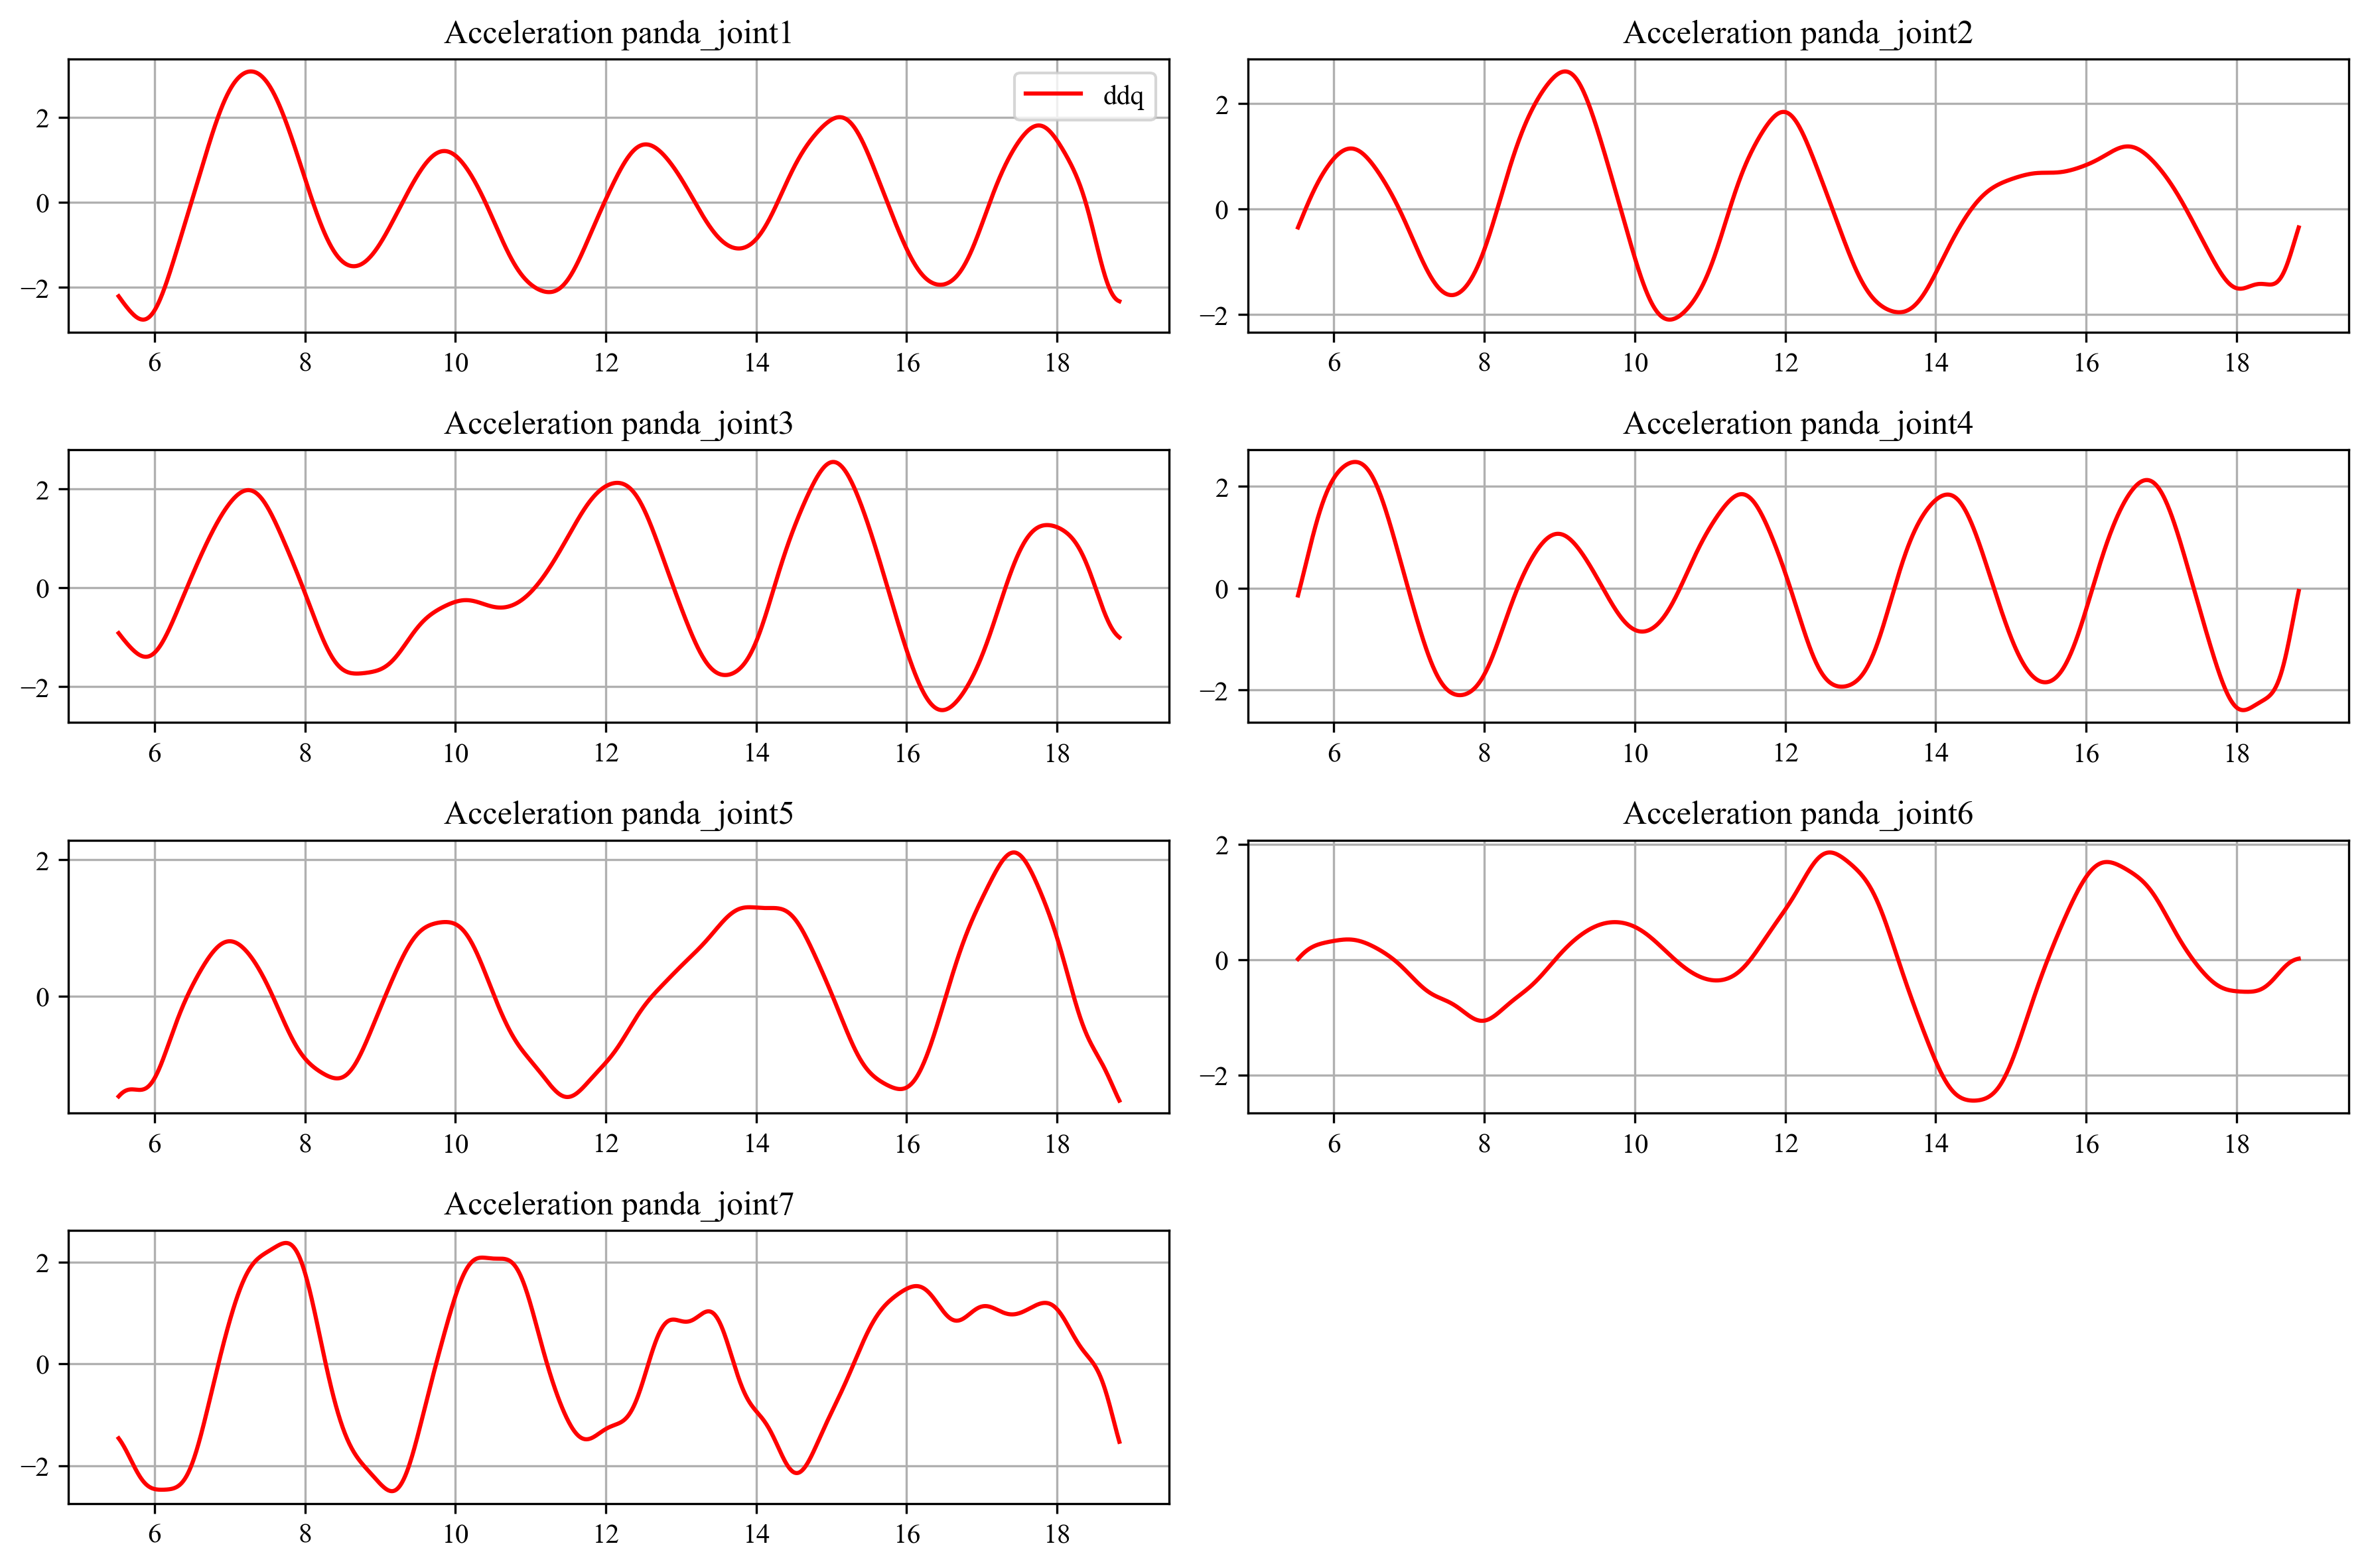 Acceleration panda_joint1
Acceleration panda_joint2
ddq
2
0
−2
6 8 10 12 14 16 18
2
0
−2
6 8 10 12 14 16 18
Acceleration panda_joint3
Acceleration panda_joint4
2
0
−2
6 8 10 12 14 16 18
2
0
−2
6 8 10 12 14 16 18
Acceleration panda_joint5
Acceleration panda_joint6
2
0
6 8 10 12 14 16 18
2
0
−2
6 8 10 12 14 16 18
Acceleration panda_joint7
2
0
−2
6 8 10 12 14 16 18